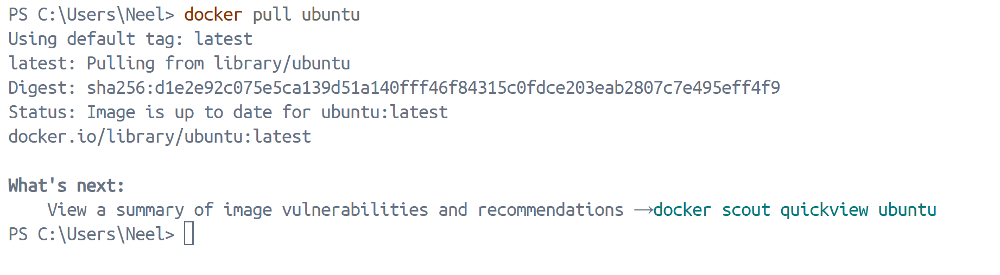 PS C:\Users\Neel> docker pull ubuntu
Using default tag: latest
latest: Pulling from library/ubuntu
Digest: sha256:d1e2e92c075e5ca139d51a140fff46f84315c0fdce203eab2807c7e495eff4f9
Status: Image is up to date for ubuntu:latest
docker.io/library/ubuntu:latest
What's next:
View a summary of image vulnerabilities and recommendations → docker scout quickview ubuntu
PS C:\Users\Neel>